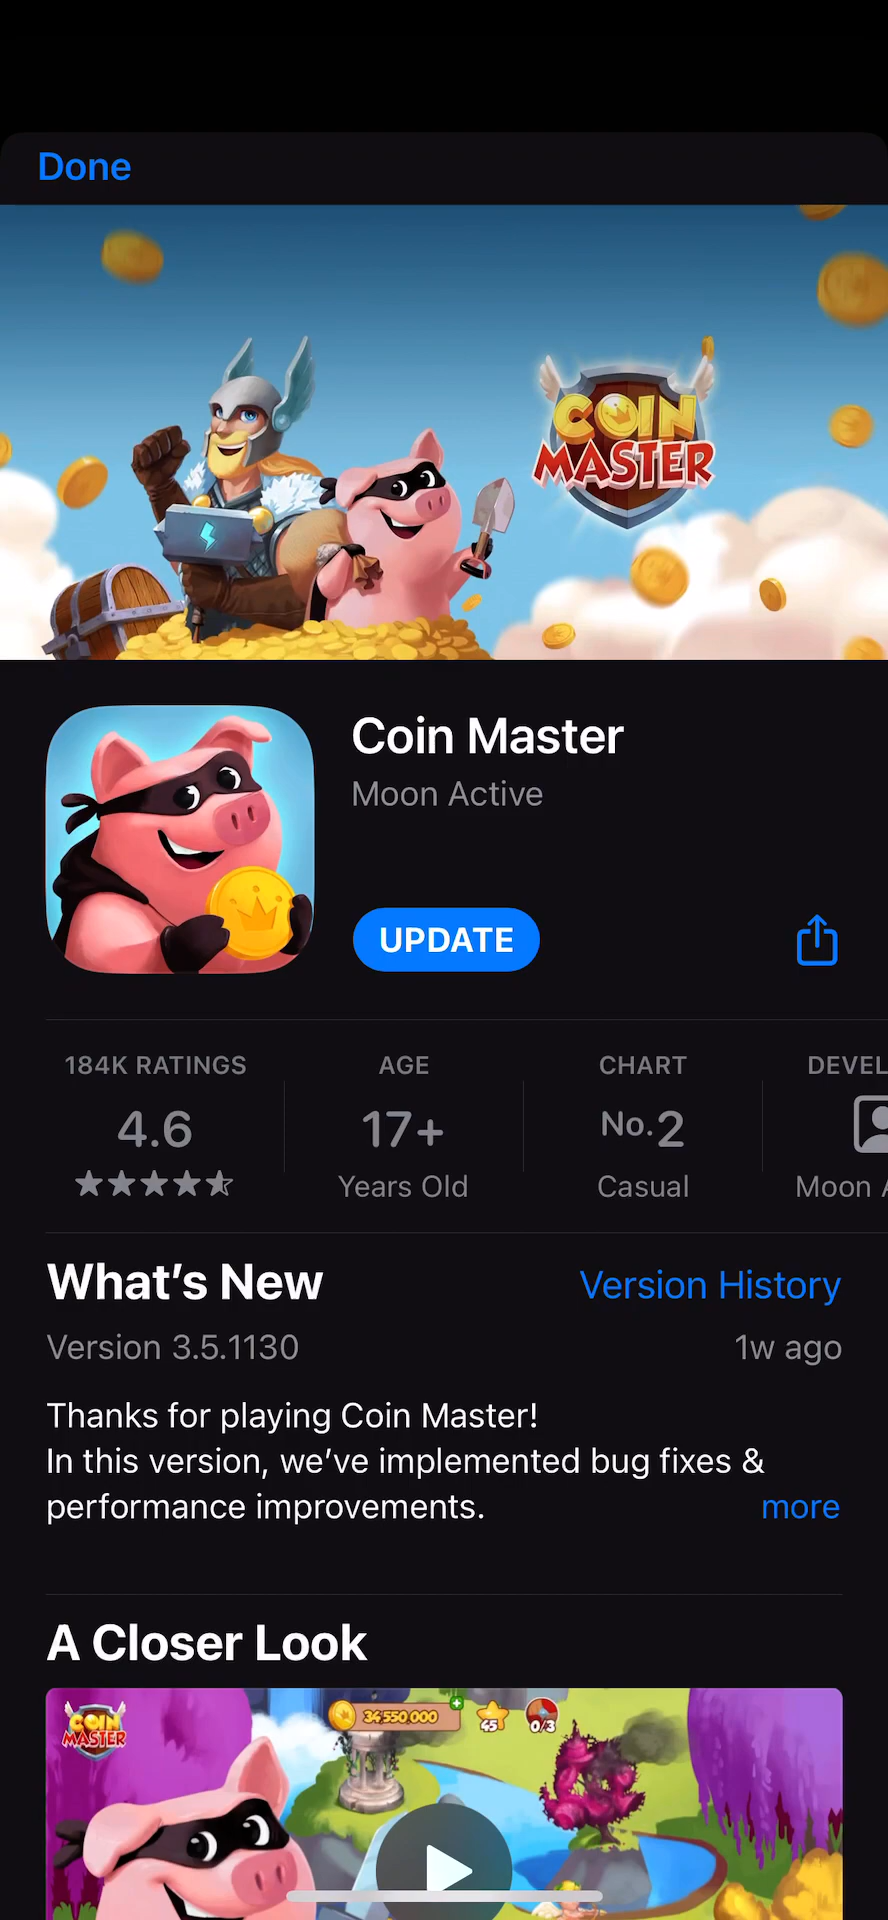 Done
COIN
MASTER
Coin Master
Moon Active
UPDATE
184K RATINGS
4.6
AGE
17+
Years Old
CHART
No.2
Casual
DEVEL
Moon A
What's New
Version History
Version 3.5.1130
1w ago
Thanks for playing Coin Master!
In this version, we've implemented bug fixes &
performance improvements.
more
A Closer Look
COIN
MASTER
34,550,000
45
0/3